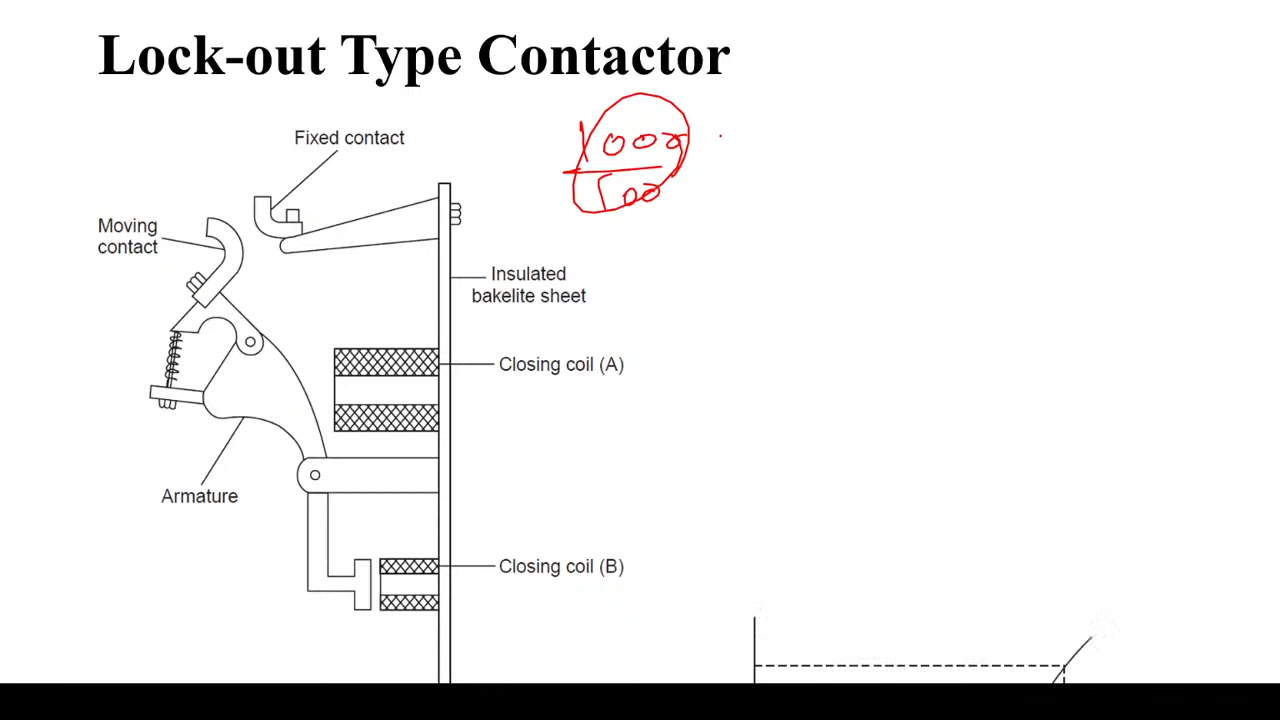 Lock-out Type Contactor
Fixed contact
Moving
contact
Insulated
bakelite sheet
Closing coil (A)
Armature
Closing coil (B)